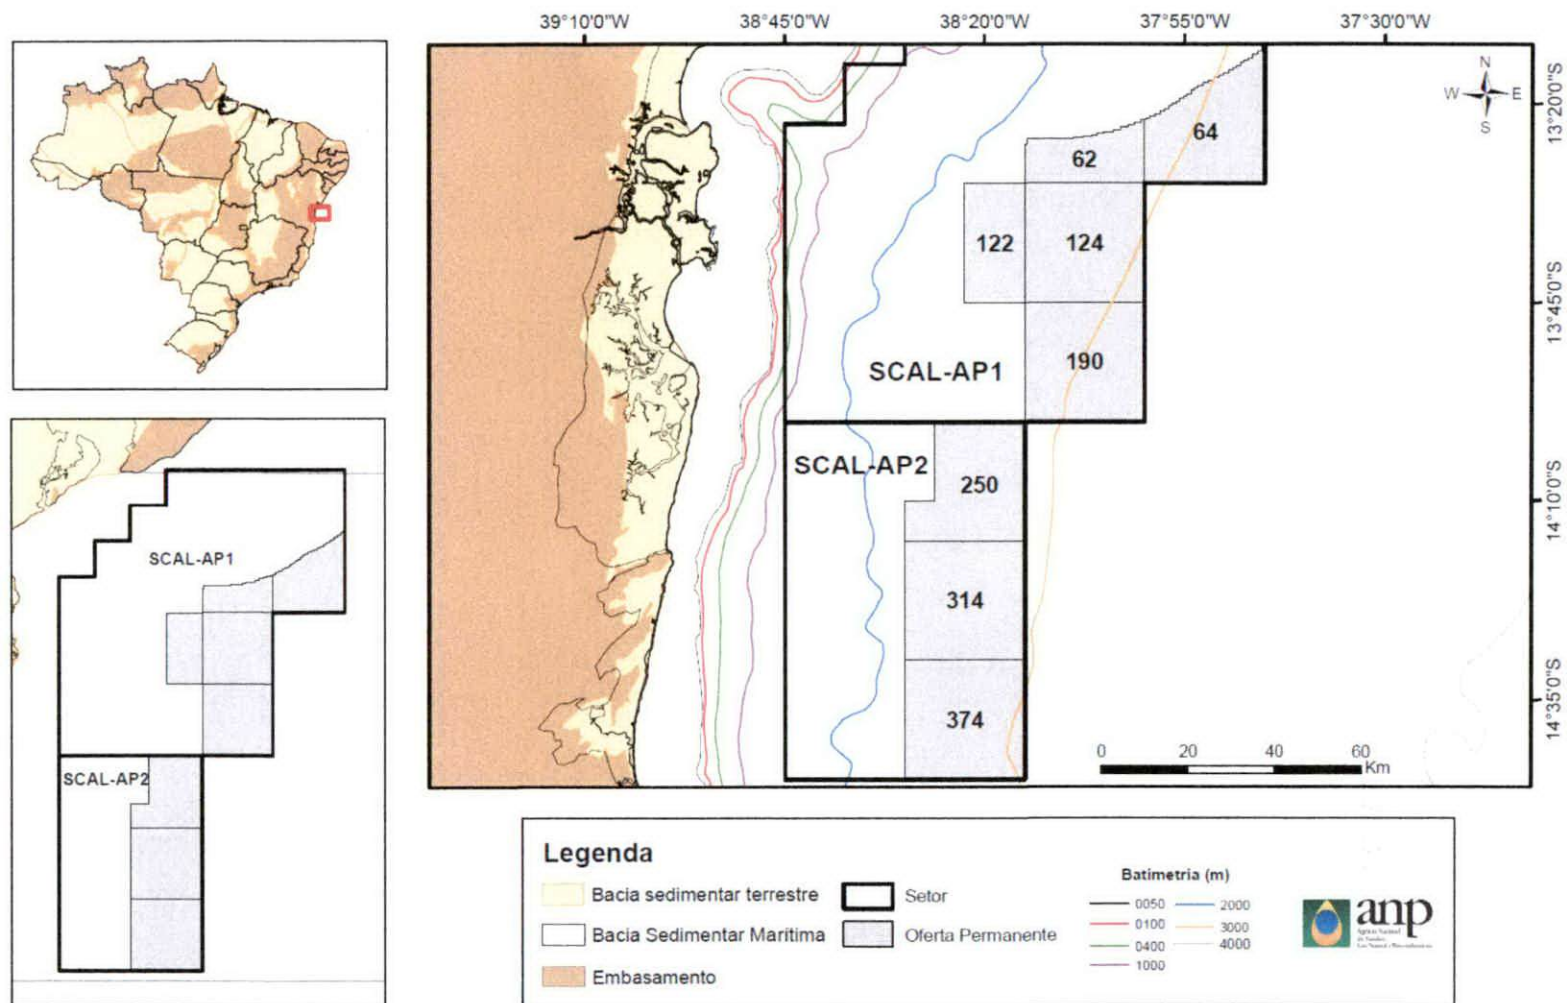 39°10'0"W 38°45'0"W 38°20'0"W 37°55'0"W 37°30'0"W
N
W E
S
13°20'0"S
64
62
122 124
13°45'0"S
190
SCAL-AP1
SCAL-AP2
250
14°10'0"S
314
374
14°35'0"S
0 20 40 60
Km
SCAL-AP1
SCAL-AP2
Legenda
Bacia sedimentar terrestre
Bacia Sedimentar Marítima
Embasamento
Setor
Oferta Permanente
Batimetria (m)
0050 2000
0100 3000
0400 4000
1000
anp